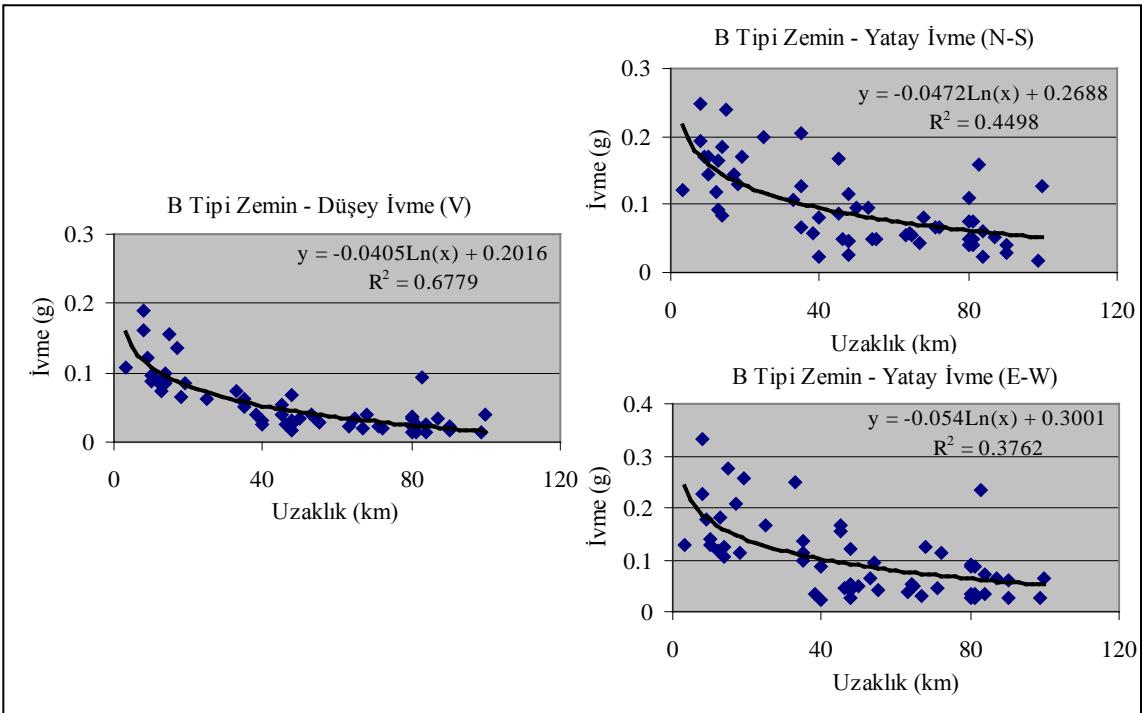 B Tipi Zemin - Düşey İvme (V)
y = -0.0405Ln(x) + 0.2016
R² = 0.6779
İvme (g)
0.3
0.2
0.1
0
0 40 80 120
Uzaklık (km)
B Tipi Zemin - Yatay İvme (N-S)
y = -0.0472Ln(x) + 0.2688
R² = 0.4498
İvme (g)
0.3
0.2
0.1
0
0 40 80 120
Uzaklık (km)
B Tipi Zemin - Yatay İvme (E-W)
y = -0.054Ln(x) + 0.3001
R² = 0.3762
İvme (g)
0.4
0.3
0.2
0.1
0
0 40 80 120
Uzaklık (km)